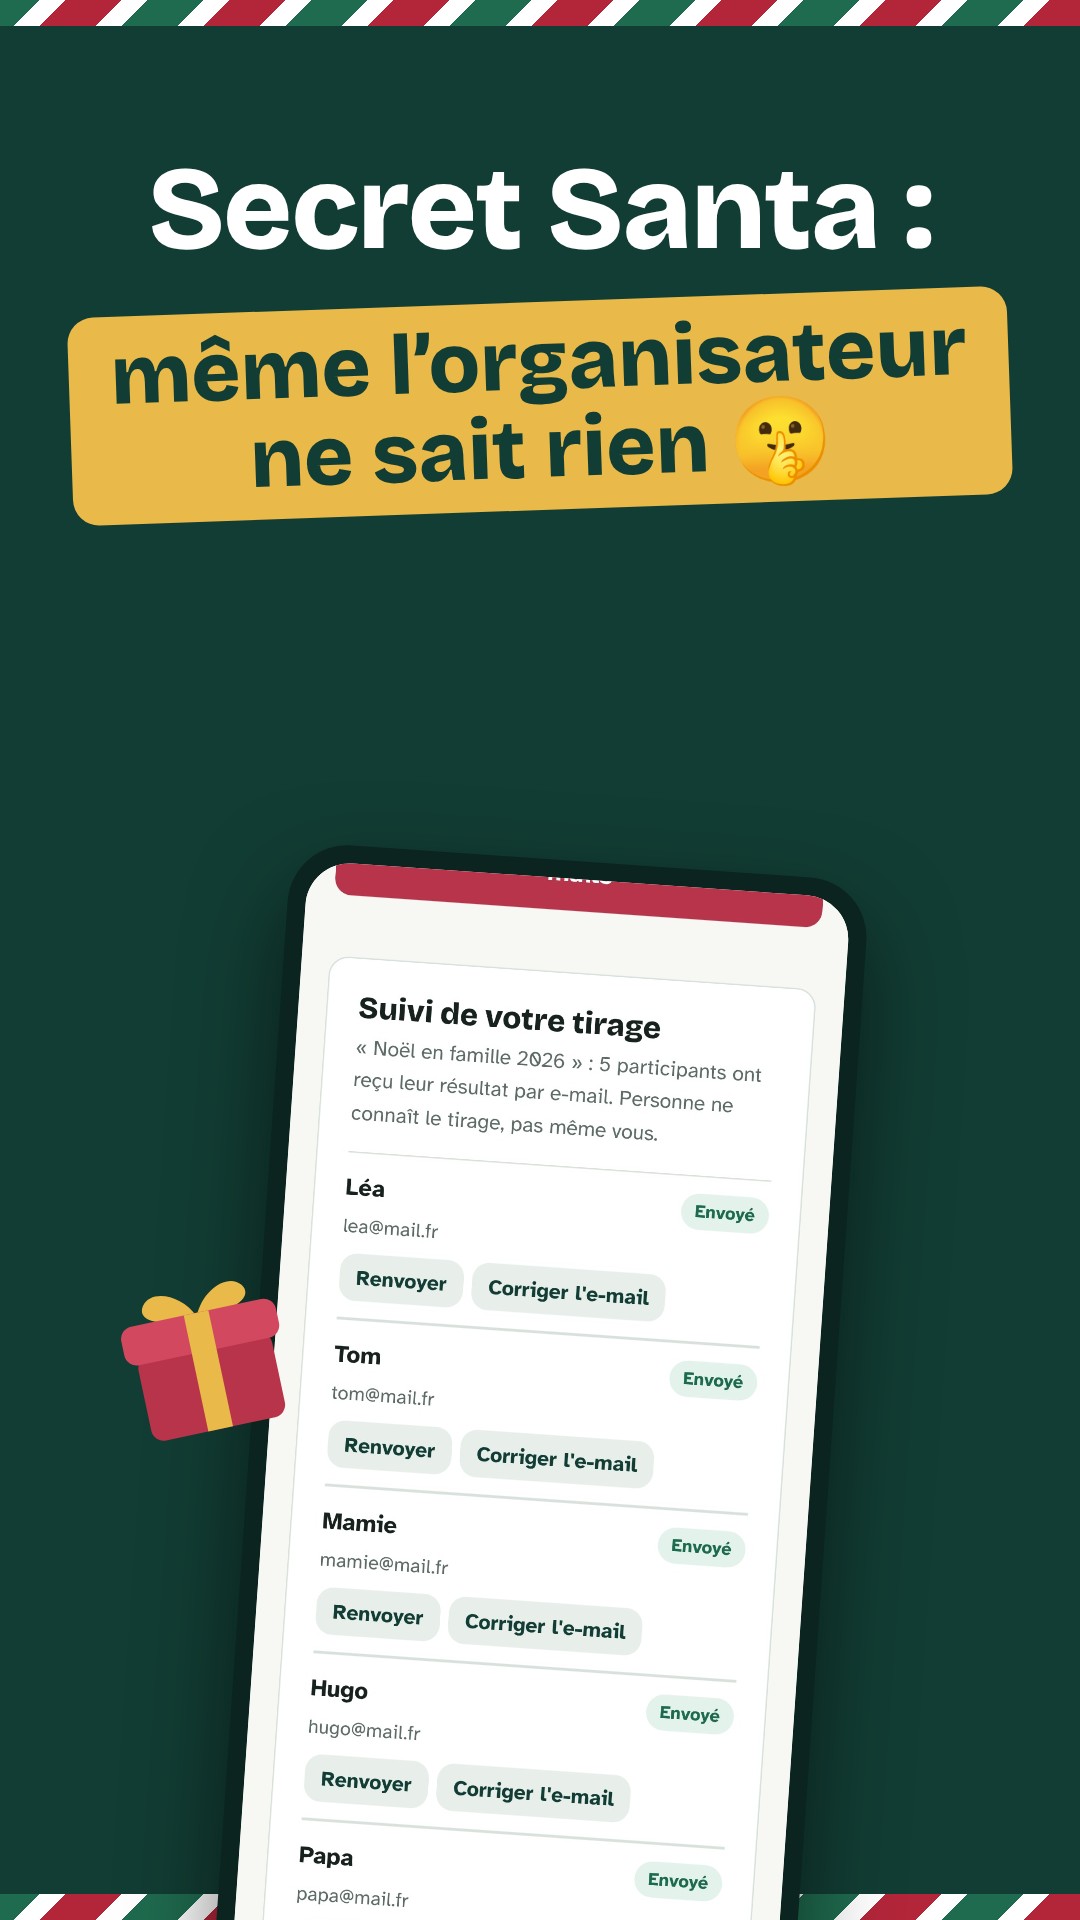 Secret Santa :
même l’organisateur
ne sait rien
Suivi de votre tirage
« Noël en famille 2026 » : 5 participants ont
reçu leur résultat par e-mail. Personne ne
connaît le tirage, pas même vous.
Léa
Envoyé
lea@mail.fr
Renvoyer Corriger l'e-mail
Tom
Envoyé
tom@mail.fr
Renvoyer Corriger l'e-mail
Mamie
Envoyé
mamie@mail.fr
Renvoyer Corriger l'e-mail
Hugo
Envoyé
hugo@mail.fr
Renvoyer Corriger l'e-mail
Papa
Envoyé
papa@mail.fr